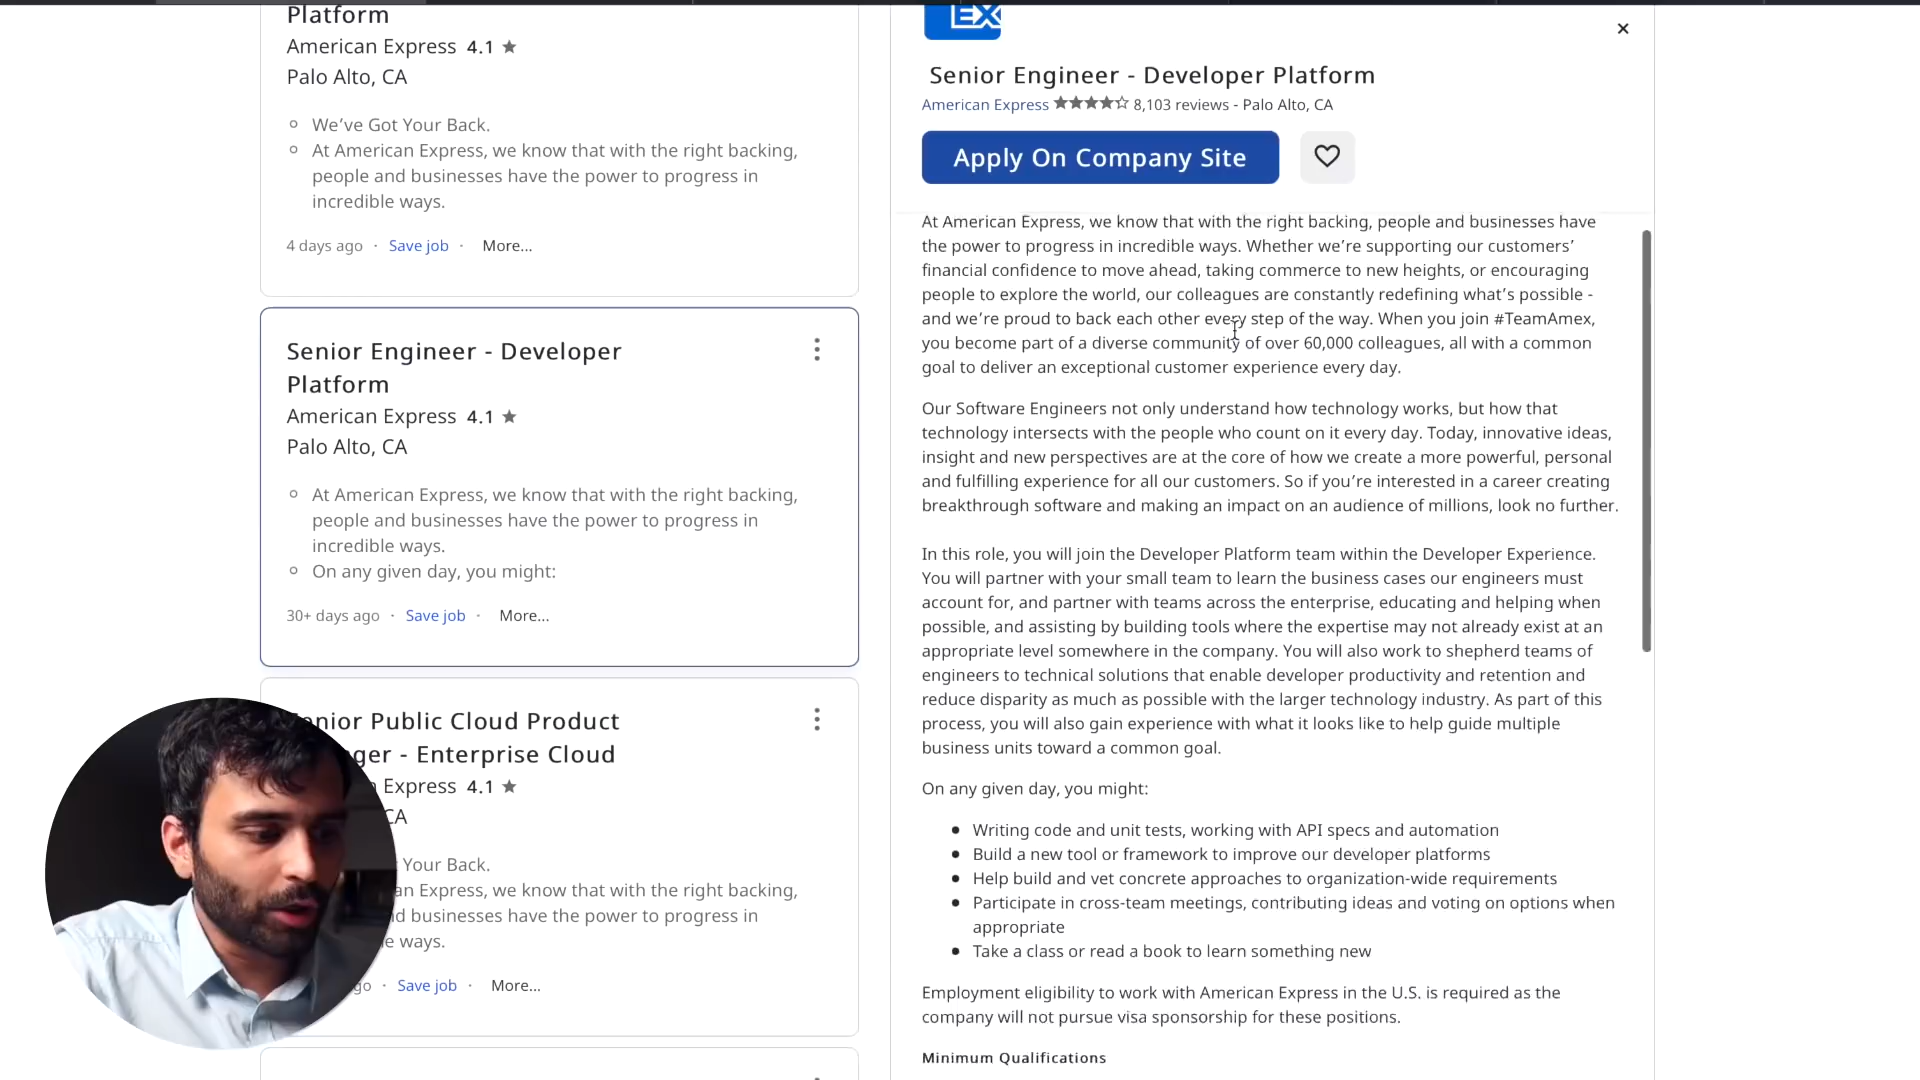 Platform
American Express 4.1
Palo Alto, CA
We’ve Got Your Back.
At American Express, we know that with the right backing,
people and businesses have the power to progress in
incredible ways.
4 days ago · Save job · More...
Senior Engineer - Developer
Platform
American Express 4.1
Palo Alto, CA
At American Express, we know that with the right backing,
people and businesses have the power to progress in
incredible ways.
On any given day, you might:
30+ days ago · Save job · More...
enior Public Cloud Product
ger - Enterprise Cloud
Express 4.1
CA
Your Back.
an Express, we know that with the right backing,
d businesses have the power to progress in
e ways.
go · Save job · More...
EX
Senior Engineer - Developer Platform
American Express 8,103 reviews - Palo Alto, CA
Apply On Company Site
At American Express, we know that with the right backing, people and businesses have
the power to progress in incredible ways. Whether we’re supporting our customers’
financial confidence to move ahead, taking commerce to new heights, or encouraging
people to explore the world, our colleagues are constantly redefining what’s possible -
and we’re proud to back each other every step of the way. When you join #TeamAmex,
you become part of a diverse community of over 60,000 colleagues, all with a common
goal to deliver an exceptional customer experience every day.
Our Software Engineers not only understand how technology works, but how that
technology intersects with the people who count on it every day. Today, innovative ideas,
insight and new perspectives are at the core of how we create a more powerful, personal
and fulfilling experience for all our customers. So if you’re interested in a career creating
breakthrough software and making an impact on an audience of millions, look no further.
In this role, you will join the Developer Platform team within the Developer Experience.
You will partner with your small team to learn the business cases our engineers must
account for, and partner with teams across the enterprise, educating and helping when
possible, and assisting by building tools where the expertise may not already exist at an
appropriate level somewhere in the company. You will also work to shepherd teams of
engineers to technical solutions that enable developer productivity and retention and
reduce disparity as much as possible with the larger technology industry. As part of this
process, you will also gain experience with what it looks like to help guide multiple
business units toward a common goal.
On any given day, you might:
Writing code and unit tests, working with API specs and automation
Build a new tool or framework to improve our developer platforms
Help build and vet concrete approaches to organization-wide requirements
Participate in cross-team meetings, contributing ideas and voting on options when
appropriate
Take a class or read a book to learn something new
Employment eligibility to work with American Express in the U.S. is required as the
company will not pursue visa sponsorship for these positions.
Minimum Qualifications